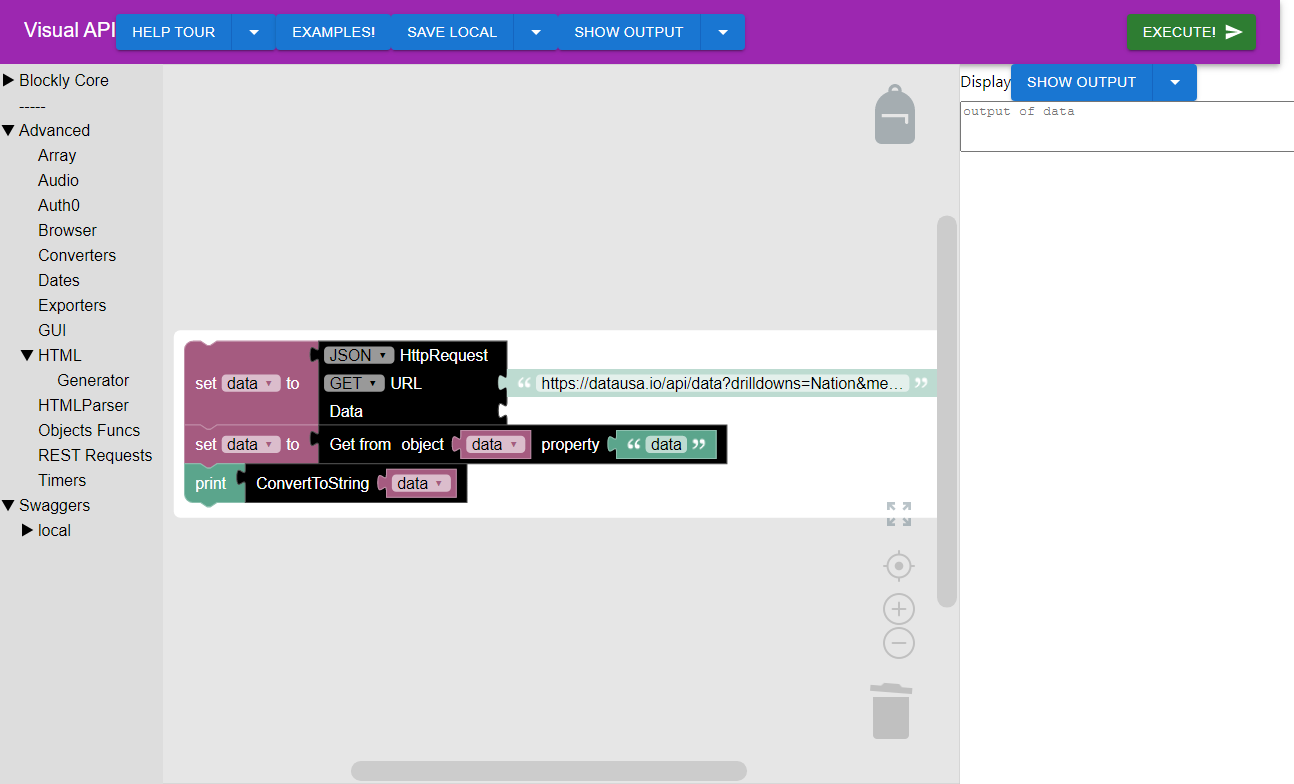 Visual API HELP TOUR EXAMPLES! SAVE LOCAL SHOW OUTPUT EXECUTE!
Blockly Core
-----
Advanced
Array
Audio
Auth0
Browser
Converters
Dates
Exporters
GUI
HTML
Generator
HTMLParser
Objects Funcs
REST Requests
Timers
Swaggers
local
JSON HttpRequest
set data to GET URL “ https://datausa.io/api/data?drilldowns=Nation&me... ”
Data
set data to Get from object data property “ data ”
print ConvertToString data
Display SHOW OUTPUT
output of data